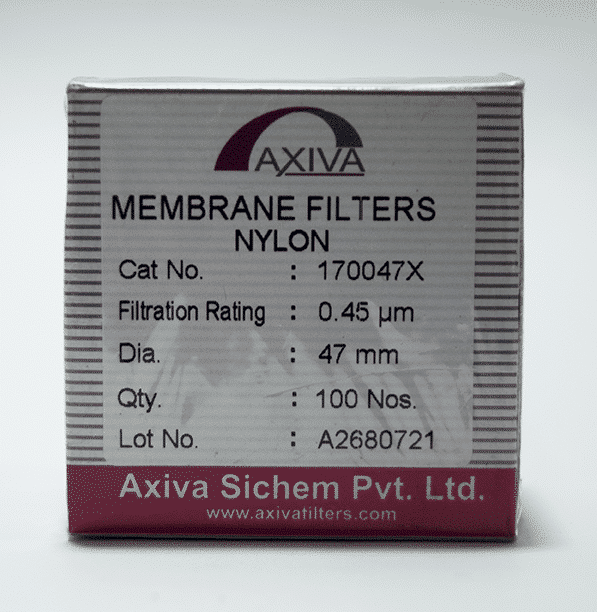 AXIVA
MEMBRANE FILTERS
NYLON
Cat No. : 170047X
Filtration Rating : 0.45 µm
Dia. : 47 mm
Qty. : 100 Nos.
Lot No. : A2680721
Axiva Sichem Pvt. Ltd.
www.axivafilters.com